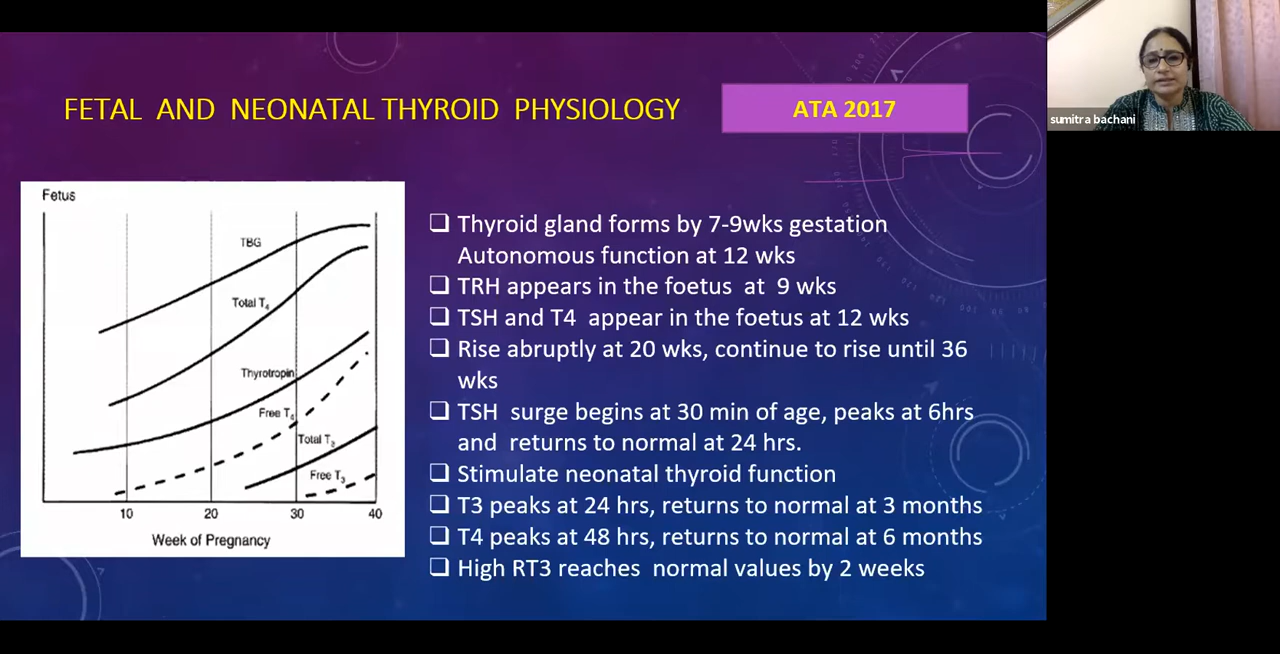 FETAL AND NEONATAL THYROID PHYSIOLOGY
ATA 2017
sumitra bachani
Fetus
TBG
Total T4
Thyrotropin
Free T4
Total T3
Free T3
10 20 30 40
Week of Pregnancy
❑ Thyroid gland forms by 7-9wks gestation
Autonomous function at 12 wks
❑ TRH appears in the foetus at 9 wks
❑ TSH and T4 appear in the foetus at 12 wks
❑ Rise abruptly at 20 wks, continue to rise until 36
wks
❑ TSH surge begins at 30 min of age, peaks at 6hrs
and returns to normal at 24 hrs.
❑ Stimulate neonatal thyroid function
❑ T3 peaks at 24 hrs, returns to normal at 3 months
❑ T4 peaks at 48 hrs, returns to normal at 6 months
❑ High RT3 reaches normal values by 2 weeks